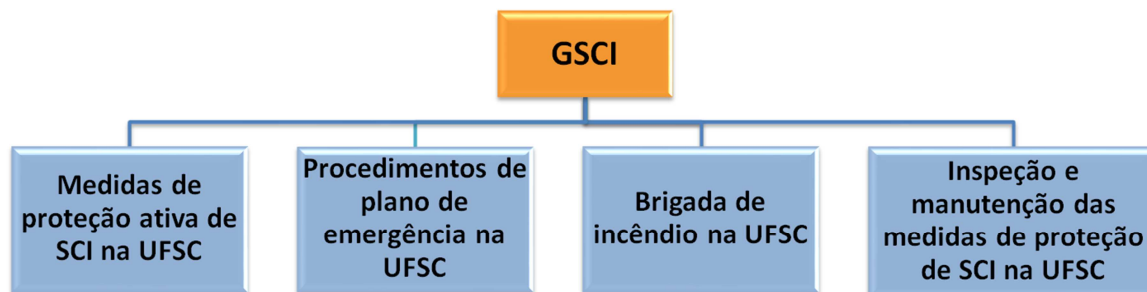 GSCI
Medidas de
proteção ativa de
SCI na UFSC
Procedimentos de
plano de
emergência na
UFSC
Brigada de
incêndio na UFSC
Inspeção e
manutenção das
medidas de proteção
de SCI na UFSC